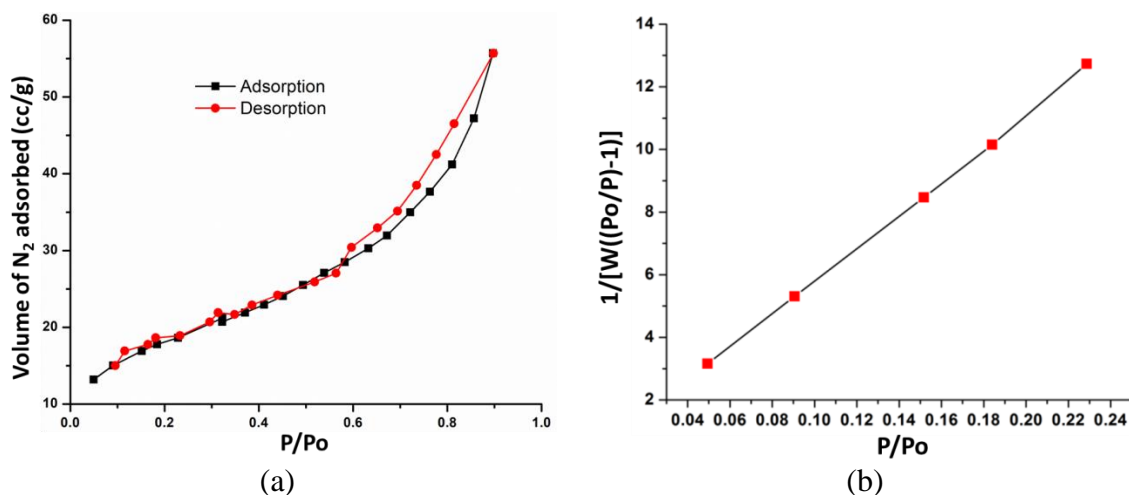 60
50
40
30
20
10
Volume of N₂ adsorbed (cc/g)
Adsorption
Desorption
0.0 0.2 0.4 0.6 0.8 1.0
P/Po
(a)
14
12
10
8
6
4
2
1/[W((Po/P)-1)]
0.04 0.06 0.08 0.10 0.12 0.14 0.16 0.18 0.20 0.22 0.24
P/Po
(b)